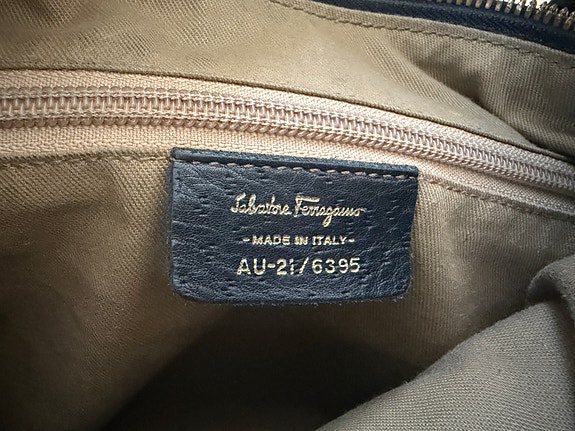 Salvatore Ferragamo
-MADE IN ITALY-
AU-21/6395